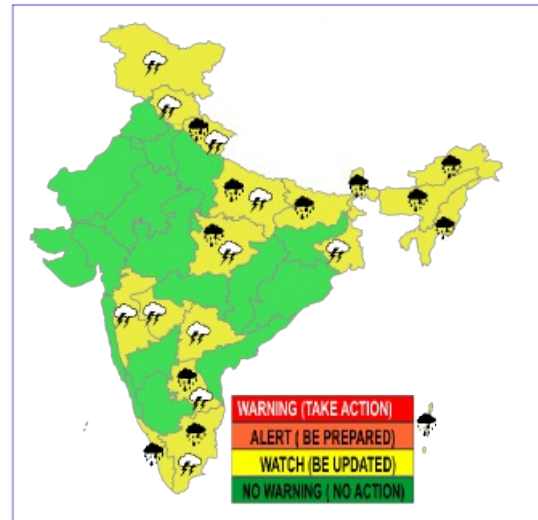 WARNING (TAKE ACTION)
ALERT ( BE PREPARED)
WATCH (BE UPDATED)
NO WARNING ( NO ACTION)